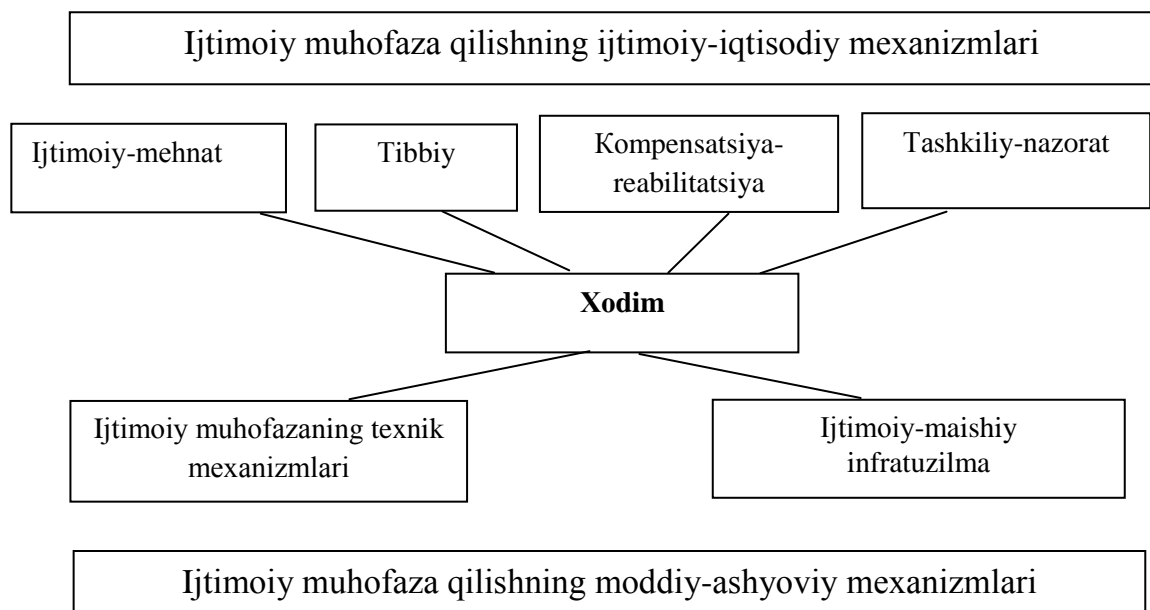 Ijtimoiy muhofaza qilishning ijtimoiy-iqtisodiy mexanizmlari
Ijtimoiy-mehnat
Tibbiy
Kompensatsiya-
reabilitatsiya
Tashkiliy-nazorat
Xodim
Ijtimoiy muhofazaning texnik
mexanizmlari
Ijtimoiy-maishiy
infratuzilma
Ijtimoiy muhofaza qilishning moddiy-ashyoviy mexanizmlari